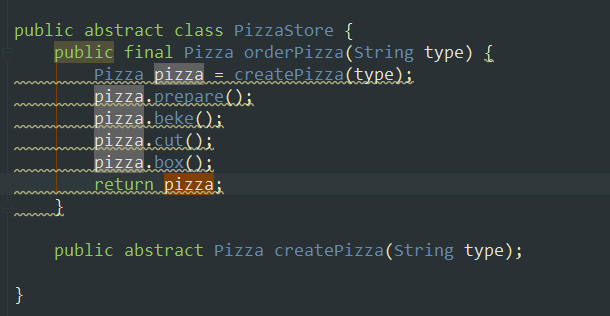 public abstract class PizzaStore {
public final Pizza orderPizza(String type) {
Pizza pizza = createPizza(type);
pizza.prepare();
pizza.beke();
pizza.cut();
pizza.box();
return pizza;
}
public abstract Pizza createPizza(String type);
}